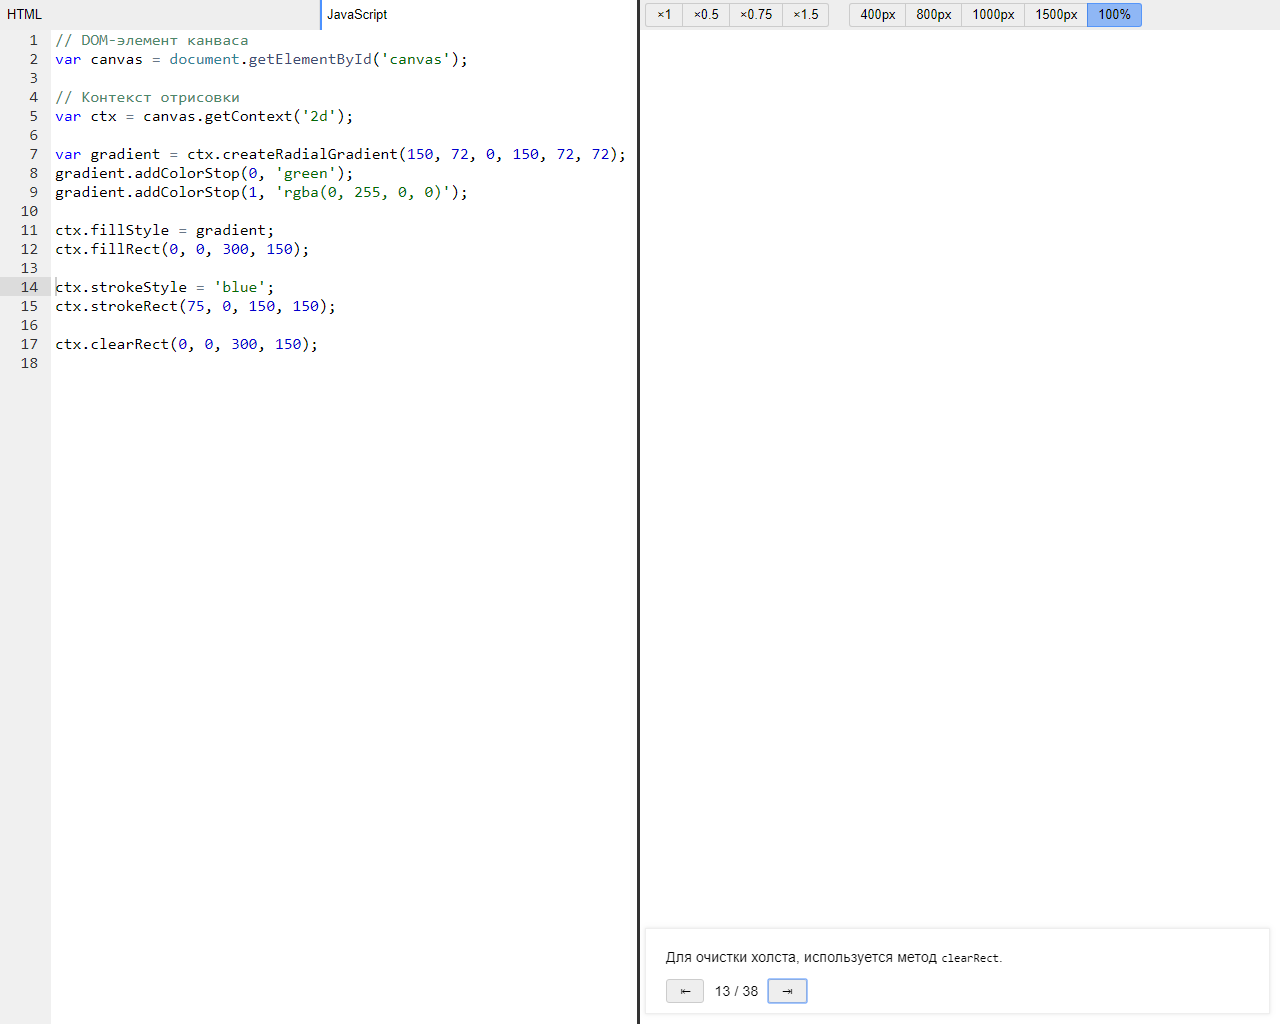 HTML
JavaScript
×1 ×0.5 ×0.75 ×1.5 400px 800px 1000px 1500px 100%
1 // DOM-элемент канваса
2 var canvas = document.getElementById('canvas');
3
4 // Контекст отрисовки
5 var ctx = canvas.getContext('2d');
6
7 var gradient = ctx.createRadialGradient(150, 72, 0, 150, 72, 72);
8 gradient.addColorStop(0, 'green');
9 gradient.addColorStop(1, 'rgba(0, 255, 0, 0)');
10
11 ctx.fillStyle = gradient;
12 ctx.fillRect(0, 0, 300, 150);
13
14 ctx.strokeStyle = 'blue';
15 ctx.strokeRect(75, 0, 150, 150);
16
17 ctx.clearRect(0, 0, 300, 150);
18
Для очистки холста, используется метод clearRect.
⇤ 13 / 38 ⇥